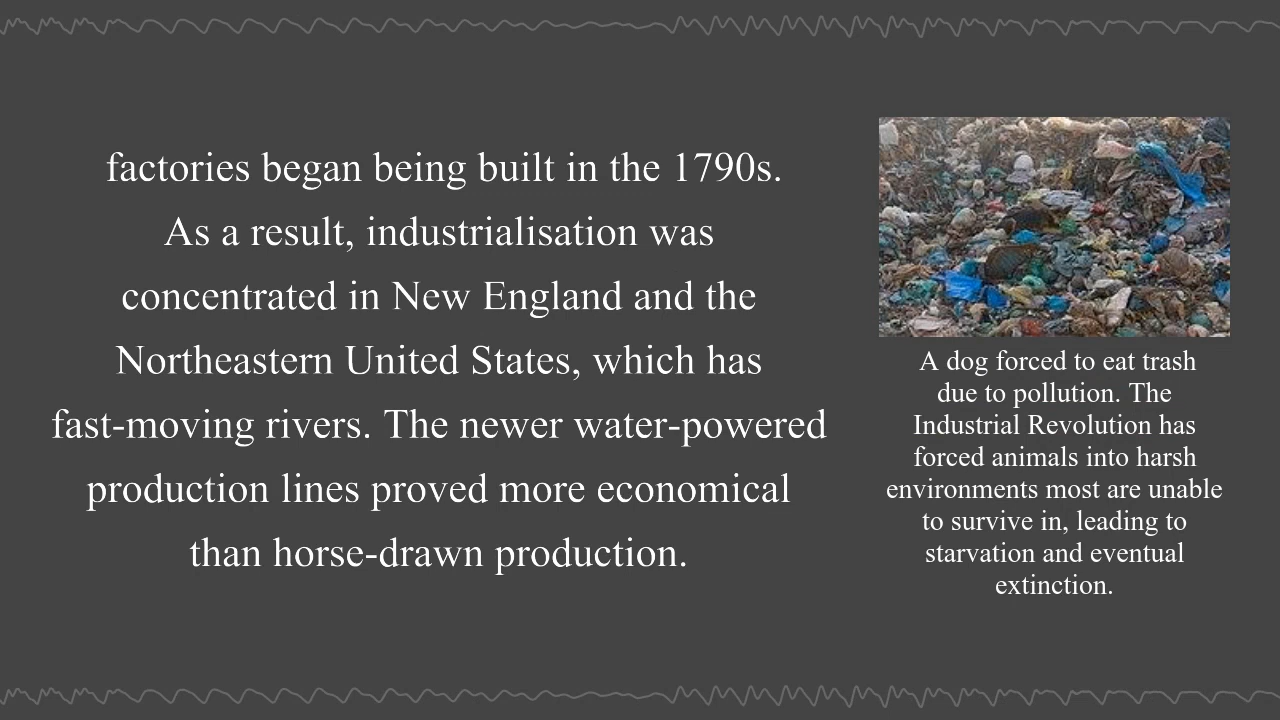 factories began being built in the 1790s.
As a result, industrialisation was
concentrated in New England and the
Northeastern United States, which has
fast-moving rivers. The newer water-powered
production lines proved more economical
than horse-drawn production.
A dog forced to eat trash
due to pollution. The
Industrial Revolution has
forced animals into harsh
environments most are unable
to survive in, leading to
starvation and eventual
extinction.